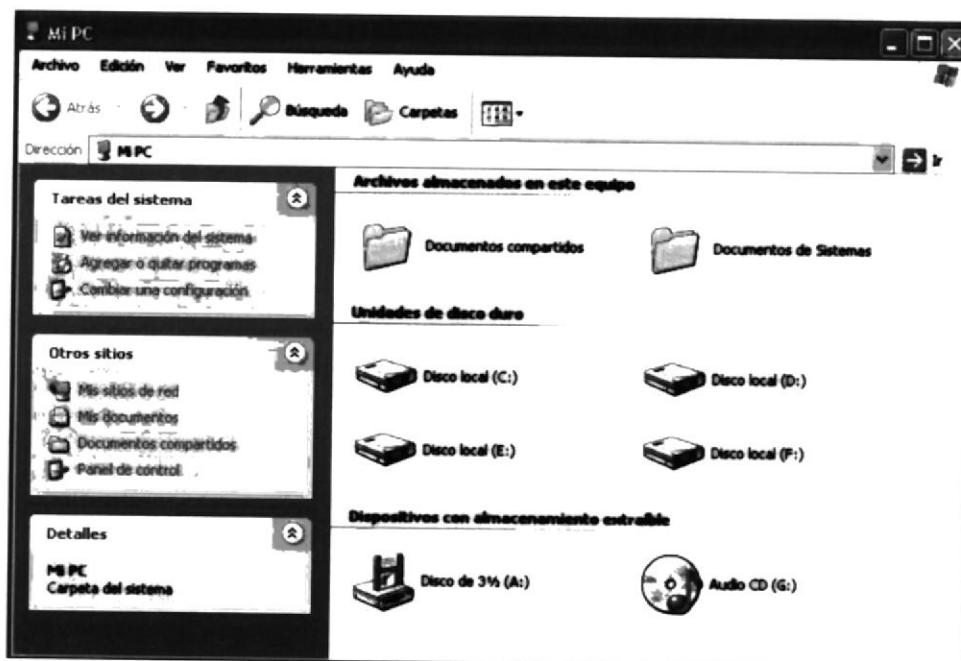 Mi PC
Archivo Edición Ver Favoritos Herramientas Ayuda
Atrás Búsqueda Carpetas
Dirección Mi PC Ir
Tareas del sistema
Ver información del sistema
Agregar o quitar programas
Cambiar una configuración
Otros sitios
Mis sitios de red
Mis documentos
Documentos compartidos
Panel de control
Detalles
Mi PC
Carpeta del sistema
Archivos almacenados en este equipo
Documentos compartidos Documentos de Sistemas
Unidades de disco duro
Disco local (C:) Disco local (D:)
Disco local (E:) Disco local (F:)
Dispositivos con almacenamiento extraíble
Disco de 3½ (A:) Audio CD (G:)